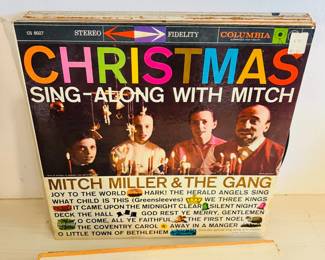 CS 8027 STEREO FIDELITY COLUMBIA
CHRISTMAS
SING-ALONG WITH MITCH
MITCH MILLER & THE GANG
JOY TO THE WORLD HARK! THE HERALD ANGELS SING
WHAT CHILD IS THIS (Greensleeves) WE THREE KINGS
IT CAME UPON THE MIDNIGHT CLEAR SILENT NIGHT
DECK THE HALL GOD REST YE MERRY, GENTLEMEN
O COME, ALL YE FAITHFUL THE FIRST NOEL
THE COVENTRY CAROL AWAY IN A MANGER
O LITTLE TOWN OF BETHLEHEM